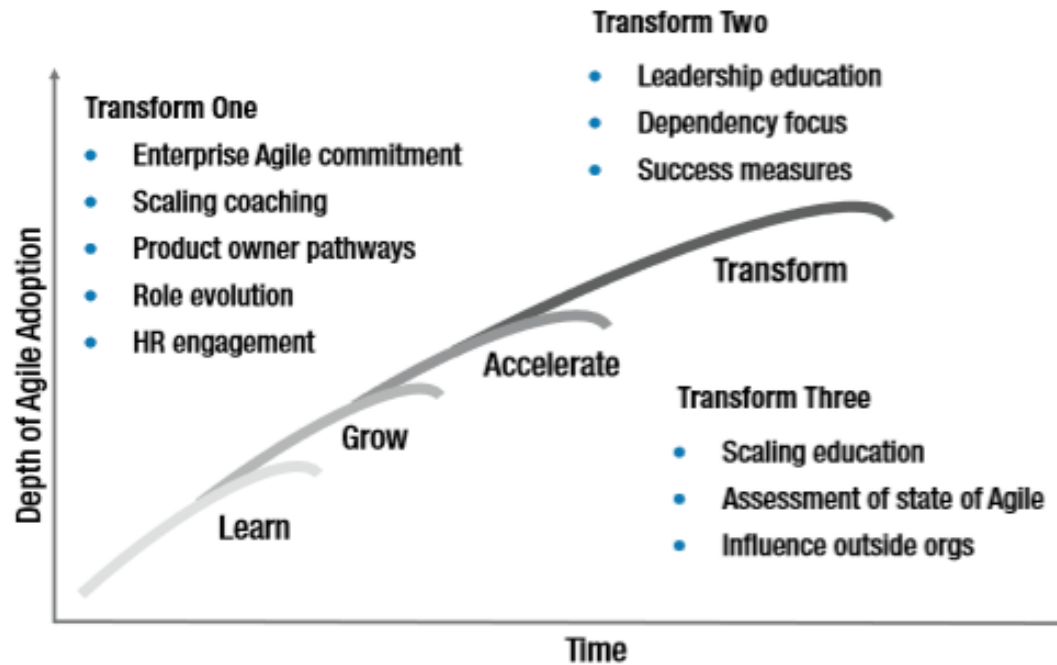 Transform Two
Leadership education
Dependency focus
Success measures
Transform One
Enterprise Agile commitment
Scaling coaching
Product owner pathways
Role evolution
HR engagement
Depth of Agile Adoption
Transform
Accelerate
Grow
Learn
Transform Three
Scaling education
Assessment of state of Agile
Influence outside orgs
Time